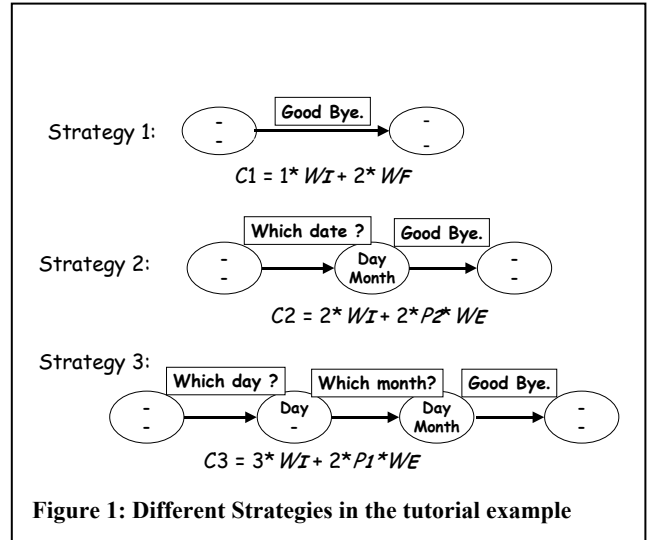 Good Bye.
Strategy 1:
- -
- -
C1 = 1* WI + 2* WF
Which date ? Good Bye.
Strategy 2:
- Day -
- Month -
C2 = 2* WI + 2* P2* WE
Strategy 3:
Which day ? Which month? Good Bye.
- Day Day -
- - Month -
C3 = 3* WI + 2* P1 *WE
Figure 1: Different Strategies in the tutorial example